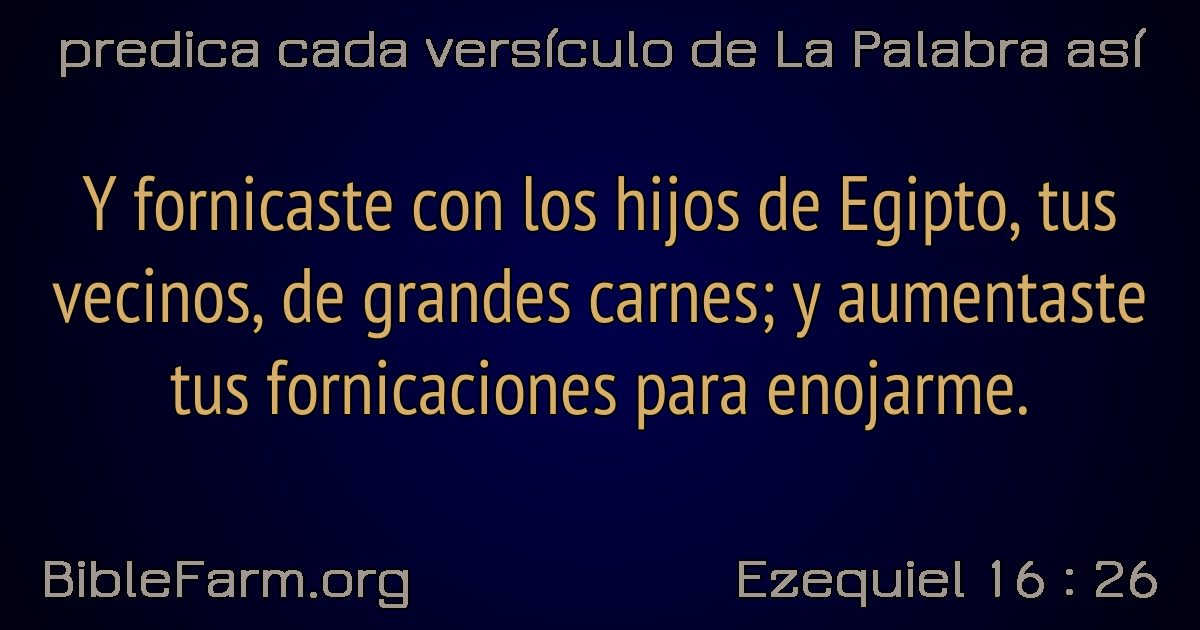 predica cada versículo de La Palabra así
Y fornicaste con los hijos de Egipto, tus
vecinos, de grandes carnes; y aumentaste
tus fornicaciones para enojarme.
BibleFarm.org
Ezequiel 16 : 26